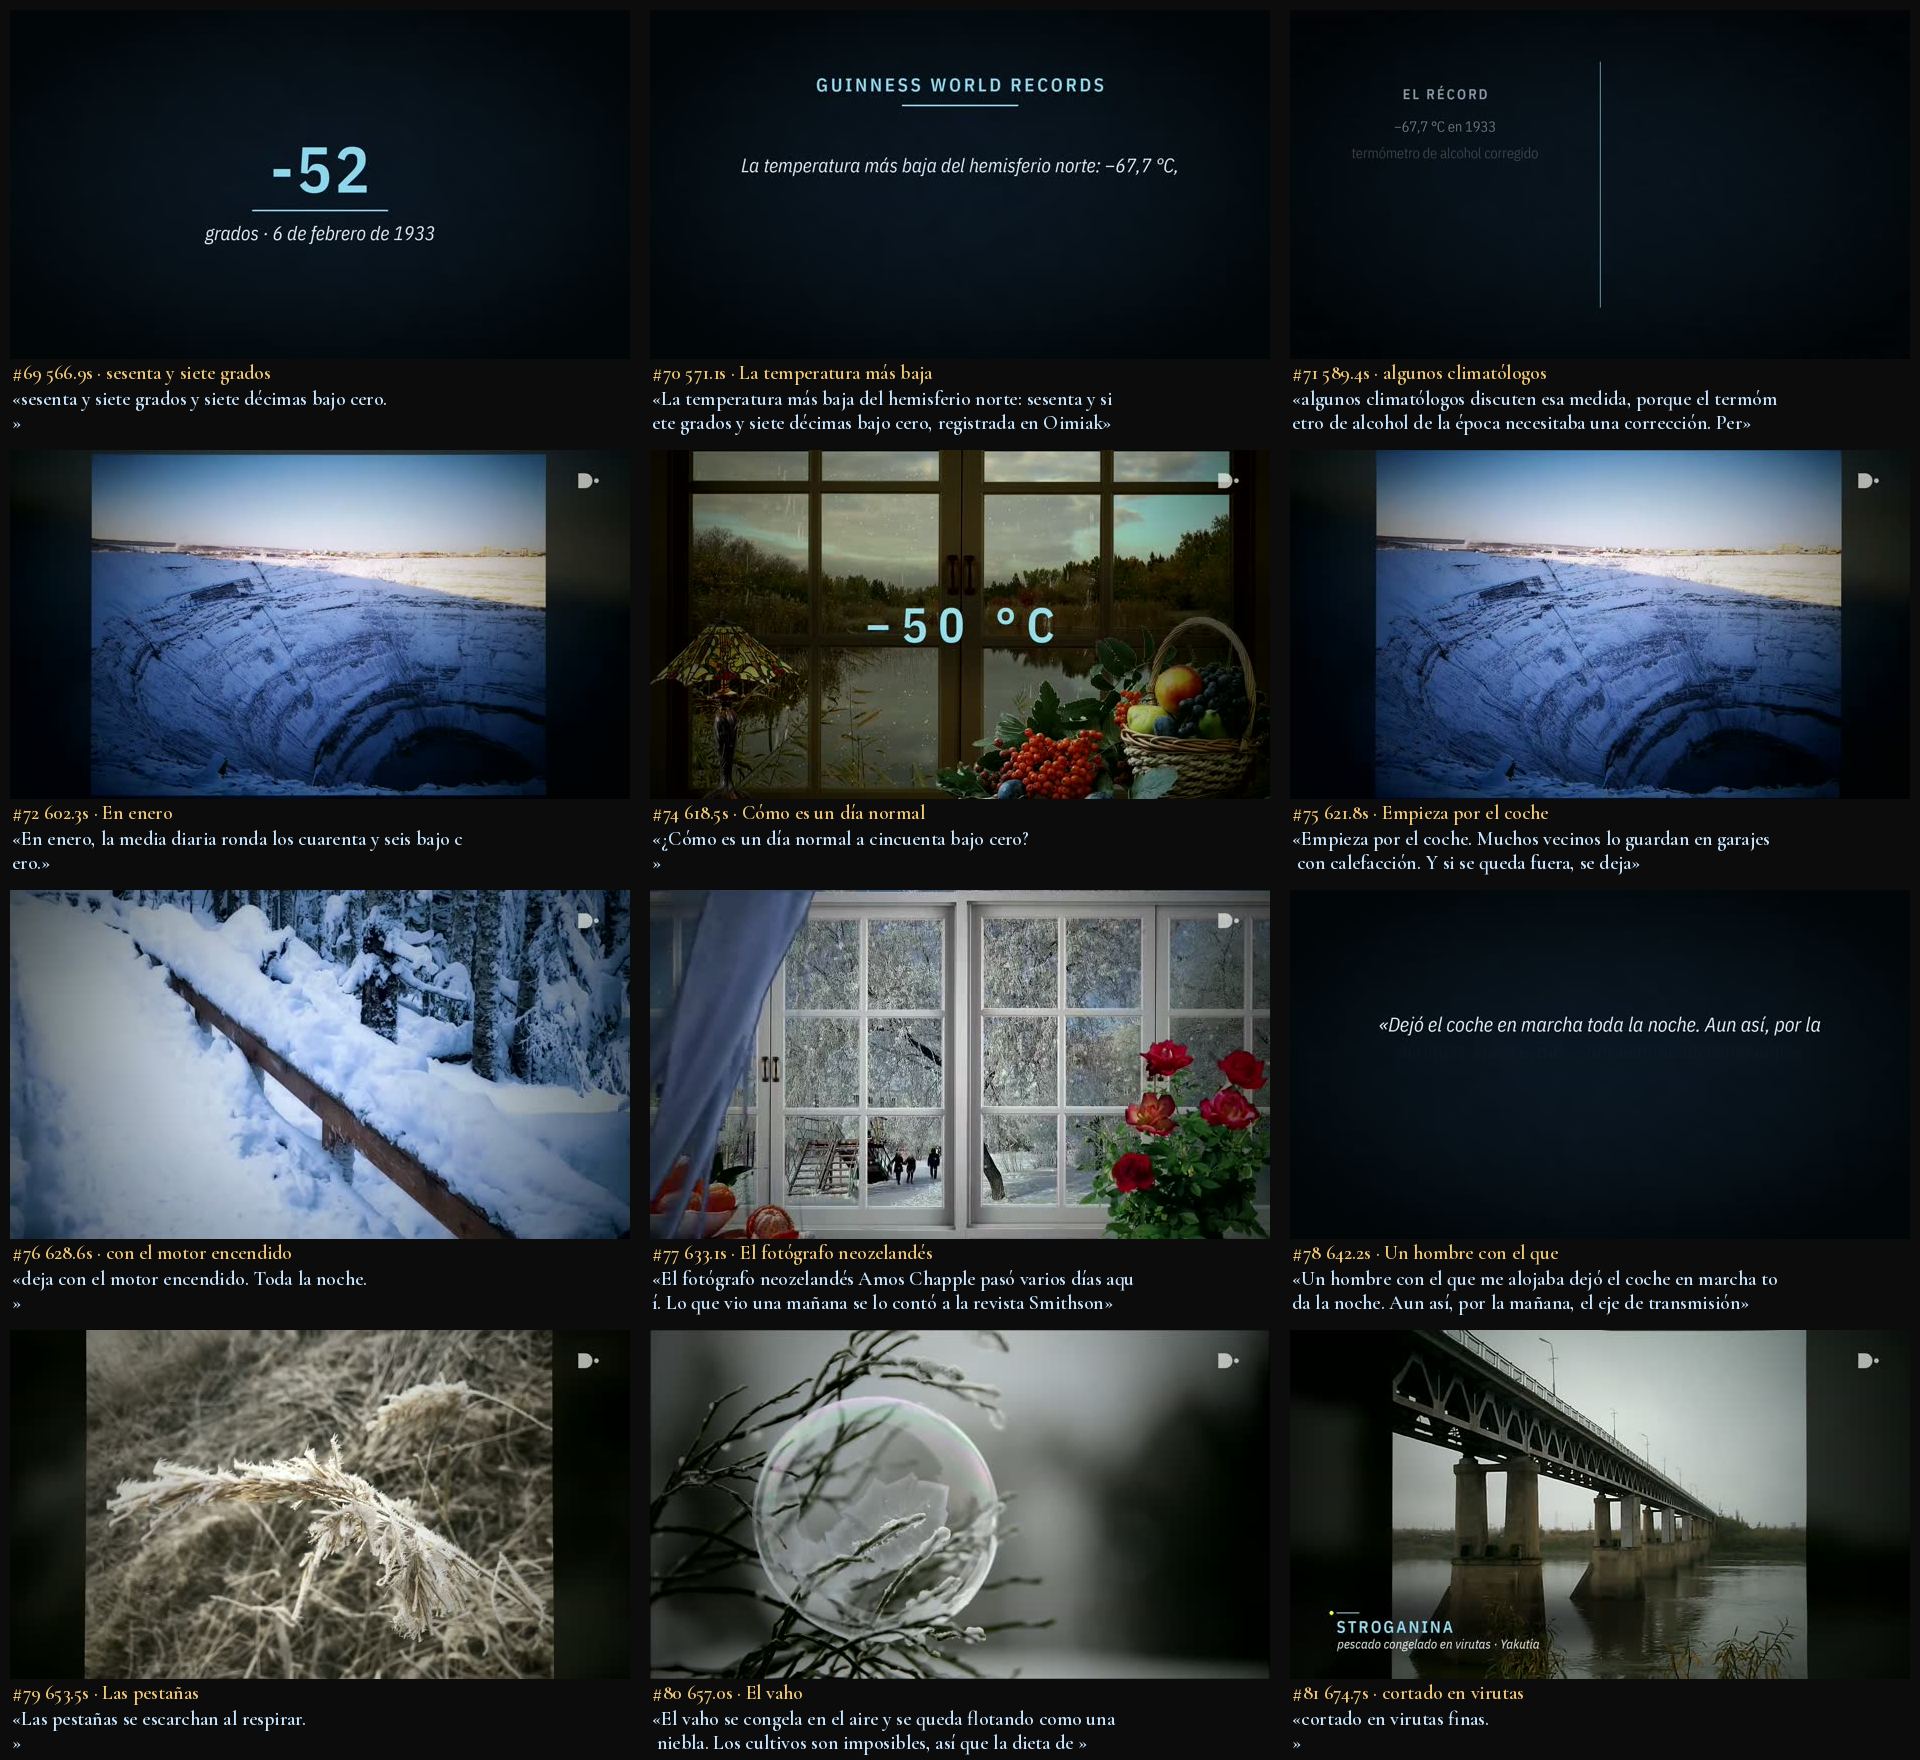 -52
grados · 6 de febrero de 1933
#69 566.9s · sesenta y siete grados
«sesenta y siete grados y siete décimas bajo cero.
»
GUINNESS WORLD RECORDS
La temperatura más baja del hemisferio norte: −67,7 °C,
#70 571.1s · La temperatura más baja
«La temperatura más baja del hemisferio norte: sesenta y si
ete grados y siete décimas bajo cero, registrada en Oimiak»
EL RÉCORD
−67,7 °C en 1933
termómetro de alcohol corregido
#71 589.4s · algunos climatólogos
«algunos climatólogos discuten esa medida, porque el termóm
etro de alcohol de la época necesitaba una corrección. Per»
#72 602.3s · En enero
«En enero, la media diaria ronda los cuarenta y seis bajo c
ero.»
−50 °C
#74 618.5s · Cómo es un día normal
«¿Cómo es un día normal a cincuenta bajo cero?
»
#75 621.8s · Empieza por el coche
«Empieza por el coche. Muchos vecinos lo guardan en garajes
con calefacción. Y si se queda fuera, se deja»
#76 628.6s · con el motor encendido
«deja con el motor encendido. Toda la noche.
»
#77 633.1s · El fotógrafo neozelandés
«El fotógrafo neozelandés Amos Chapple pasó varios días aqu
í. Lo que vio una mañana se lo contó a la revista Smithson»
«Dejó el coche en marcha toda la noche. Aun así, por la
#78 642.2s · Un hombre con el que
«Un hombre con el que me alojaba dejó el coche en marcha to
da la noche. Aun así, por la mañana, el eje de transmisión»
#79 653.5s · Las pestañas
«Las pestañas se escarchan al respirar.
»
#80 657.0s · El vaho
«El vaho se congela en el aire y se queda flotando como una
niebla. Los cultivos son imposibles, así que la dieta de »
STROGANINA
pescado congelado en virutas · Yakutia
#81 674.7s · cortado en virutas
«cortado en virutas finas.
»